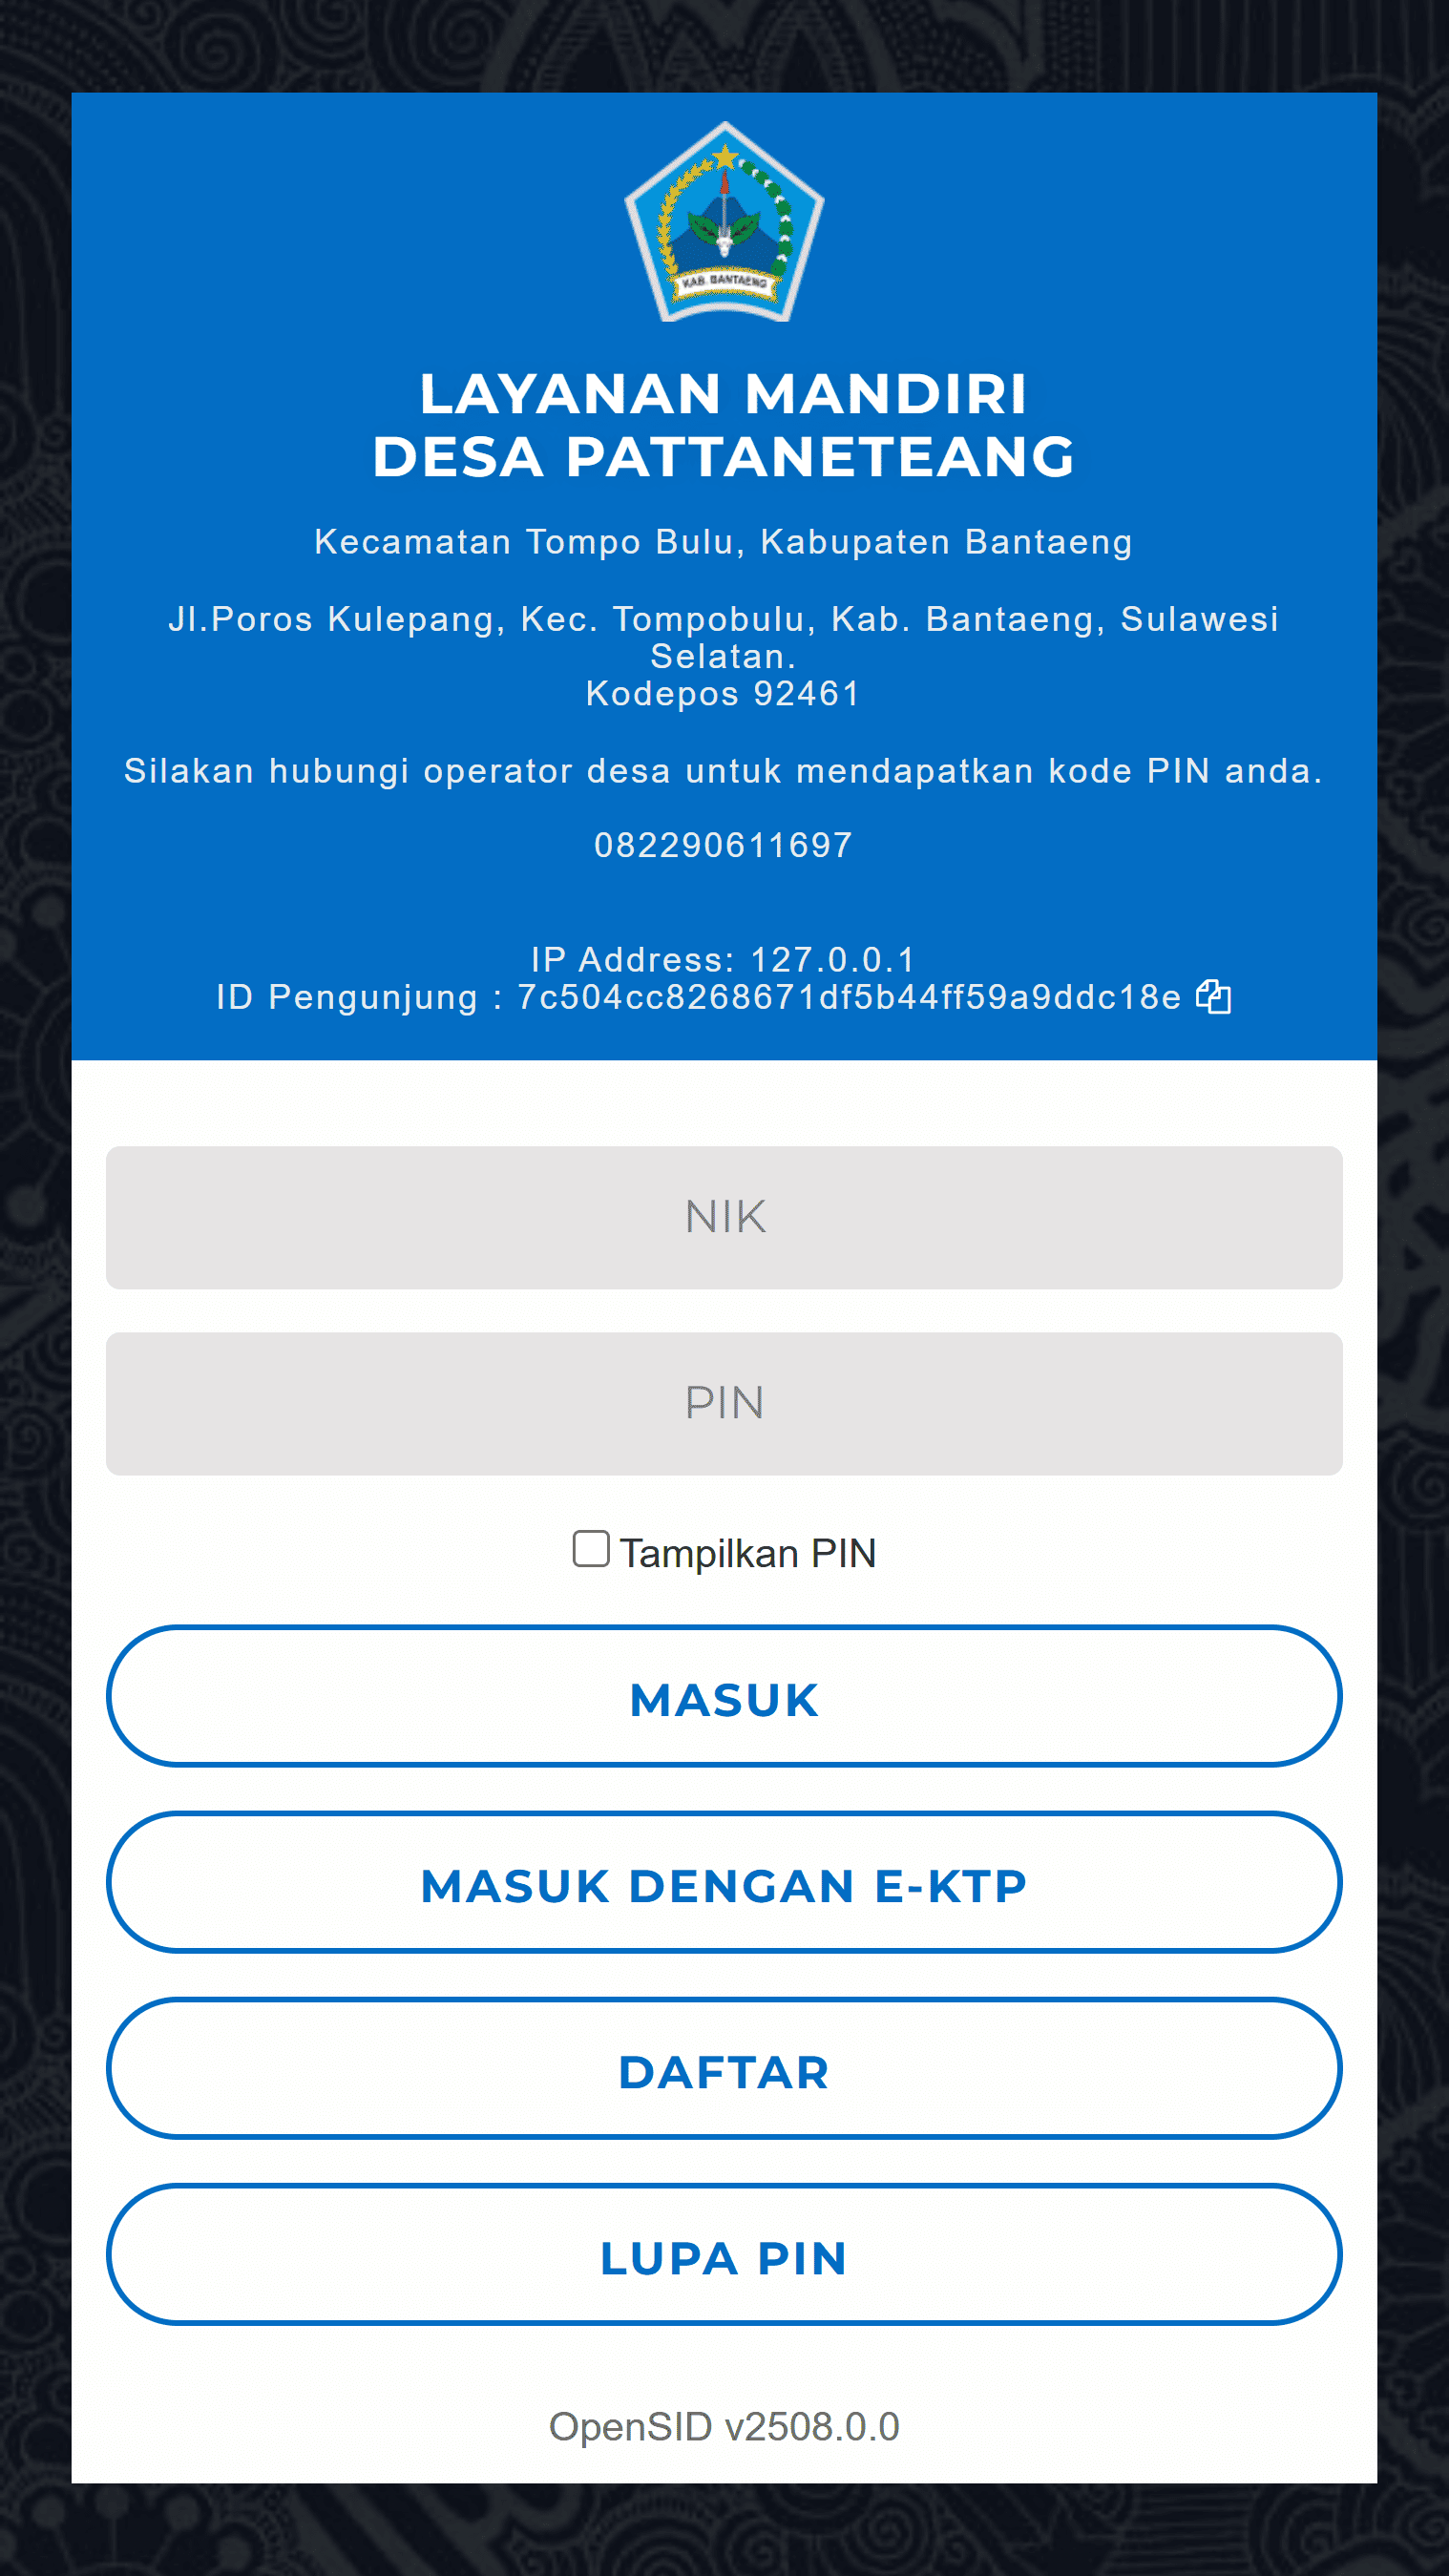 KAB. BANTAENG
LAYANAN MANDIRI
DESA PATTANETEANG
Kecamatan Tompo Bulu, Kabupaten Bantaeng
Jl.Poros Kulepang, Kec. Tompobulu, Kab. Bantaeng, Sulawesi
Selatan.
Kodepos 92461
Silakan hubungi operator desa untuk mendapatkan kode PIN anda.
082290611697
IP Address: 127.0.0.1
ID Pengunjung : 7c504cc8268671df5b44ff59a9ddc18e
NIK
PIN
Tampilkan PIN
MASUK
MASUK DENGAN E-KTP
DAFTAR
LUPA PIN
OpenSID v2508.0.0